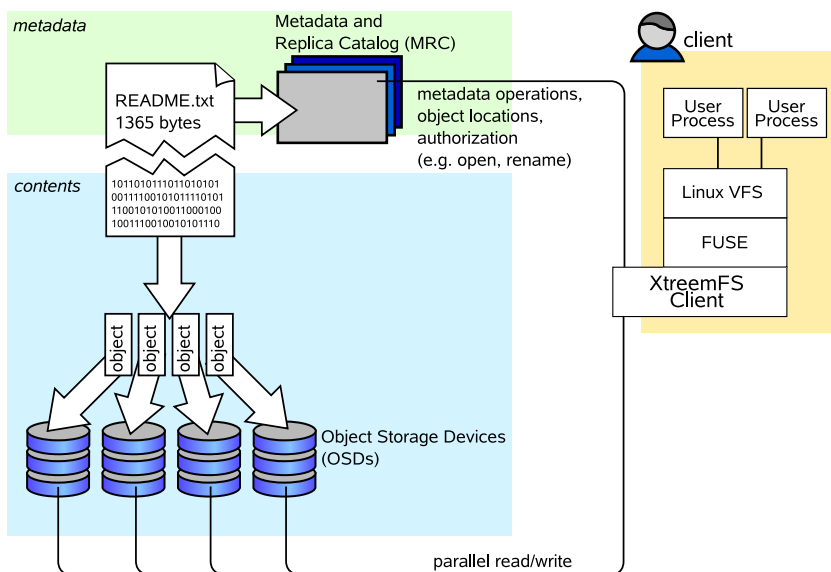 metadata
Metadata and
Replica Catalog (MRC)
client
README.txt
1365 bytes
metadata operations,
object locations,
authorization
(e.g. open, rename)
User
Process
User
Process
contents
1011010111011010101
0011110010101110101
1100101010011000100
1001110010010101110
Linux VFS
FUSE
XtreemFS
Client
object
object
object
object
Object Storage Devices
(OSDs)
parallel read/write